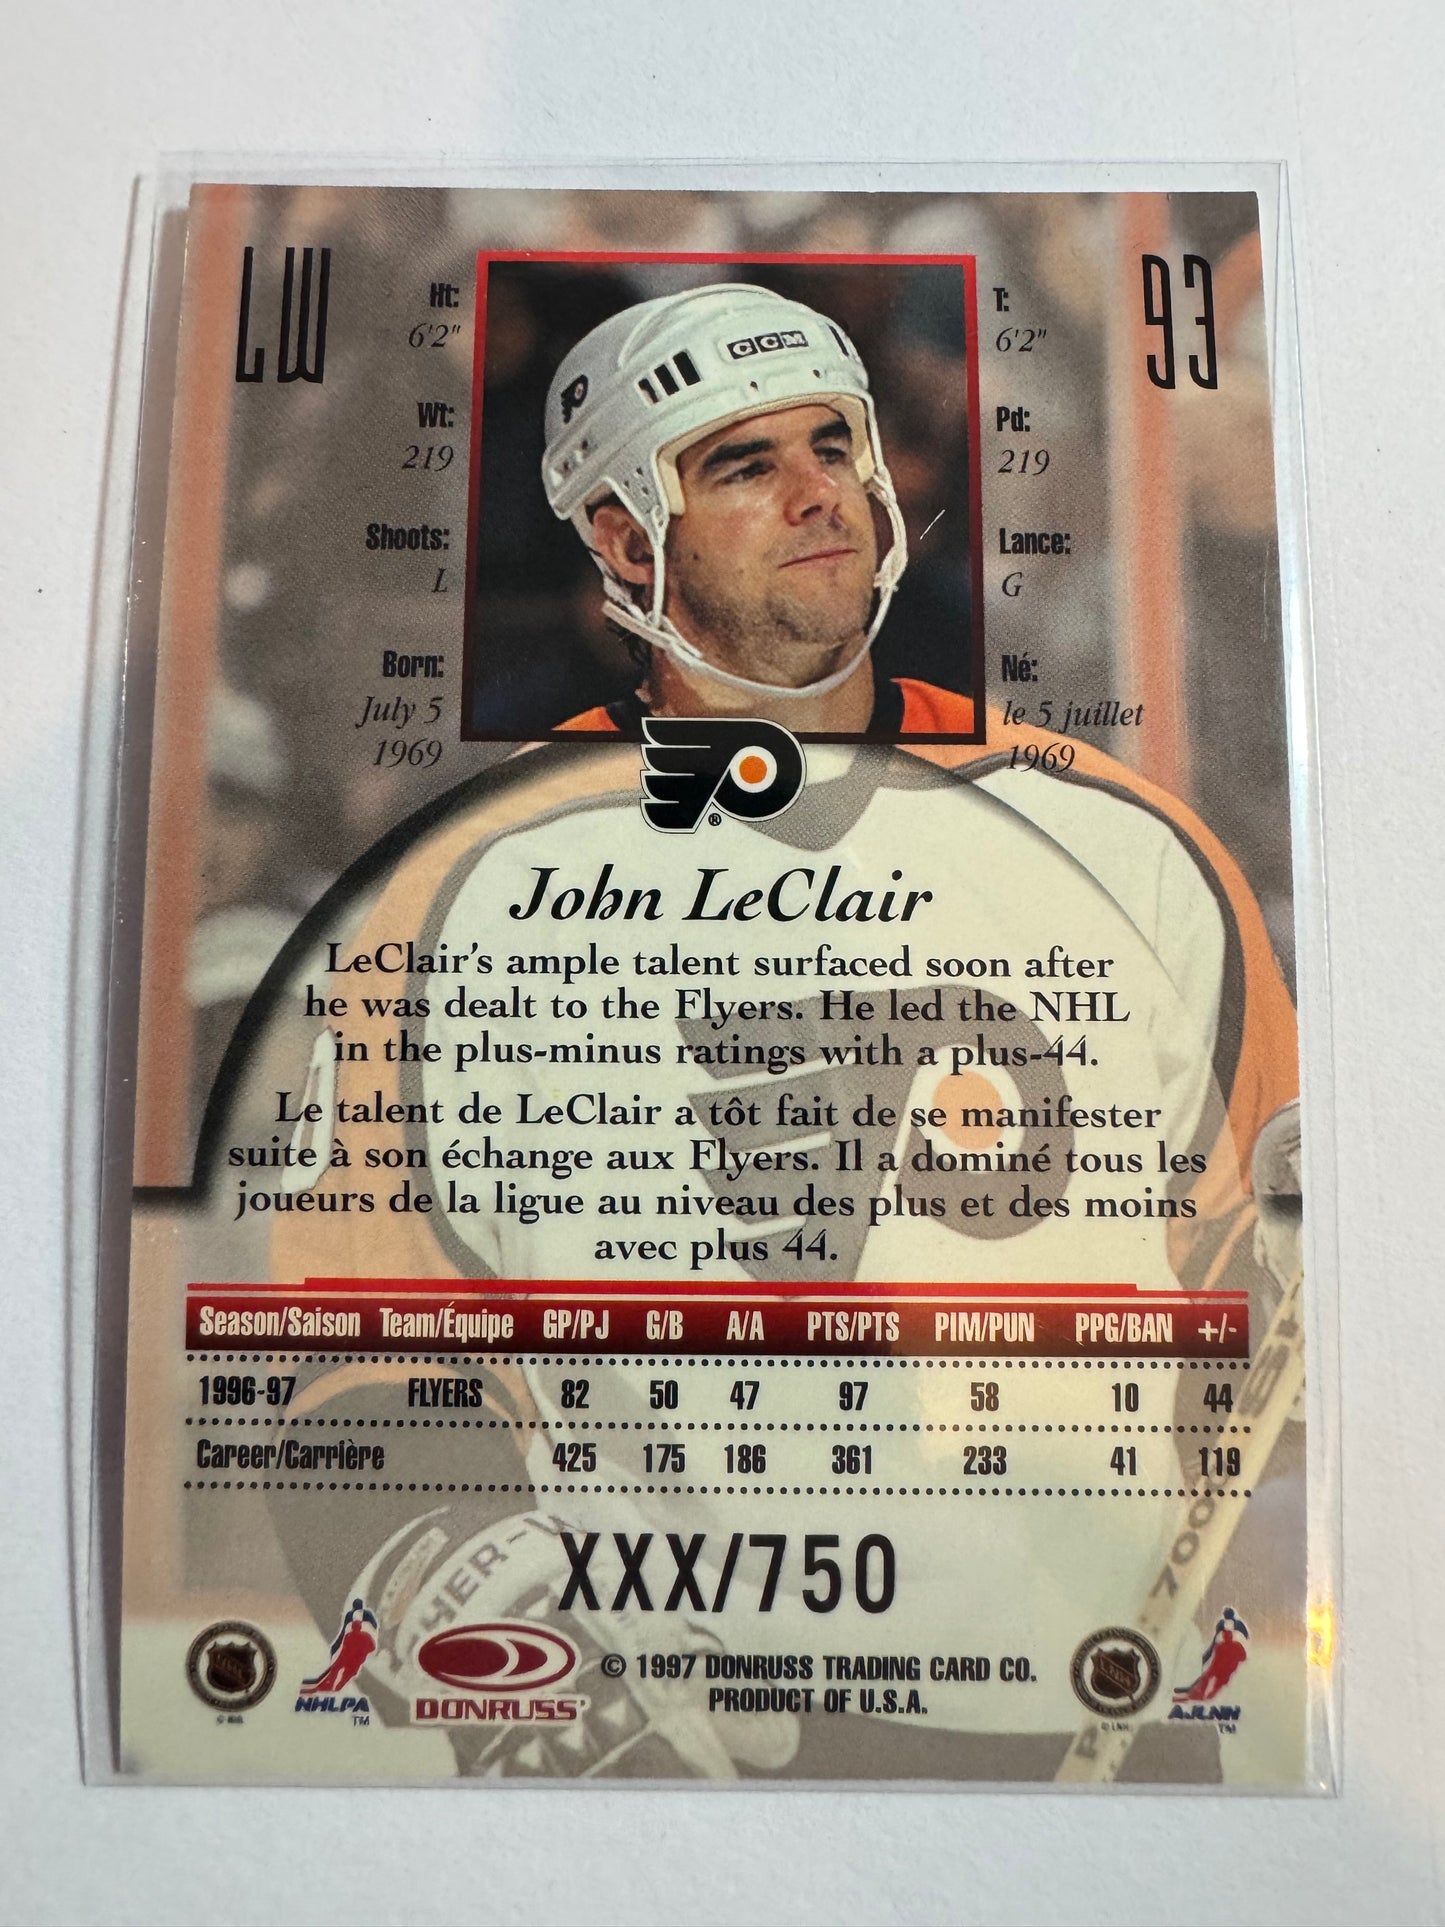 LW
93
Ht:
6'2"
Wt:
219
Shoots:
L
Born:
July 5
1969
CCM
T:
6'2"
Pd:
219
Lance:
G
Né:
le 5 juillet
1969
®
John LeClair
LeClair's ample talent surfaced soon after
he was dealt to the Flyers. He led the NHL
in the plus-minus ratings with a plus-44.
Le talent de LeClair a tôt fait de se manifester
suite à son échange aux Flyers. Il a dominé tous les
joueurs de la ligue au niveau des plus et des moins
avec plus 44.
Season/Saison Team/Équipe GP/PJ G/B A/A PTS/PTS PIM/PUN PPG/BAN +/-
1996-97 FLYERS 82 50 47 97 58 10 44
Career/Carrière 425 175 186 361 233 41 119
XXX/750
7000
NHLPA
TM
DONRUSS
© 1997 DONRUSS TRADING CARD CO.
PRODUCT OF U.S.A.
AJLNH
TM